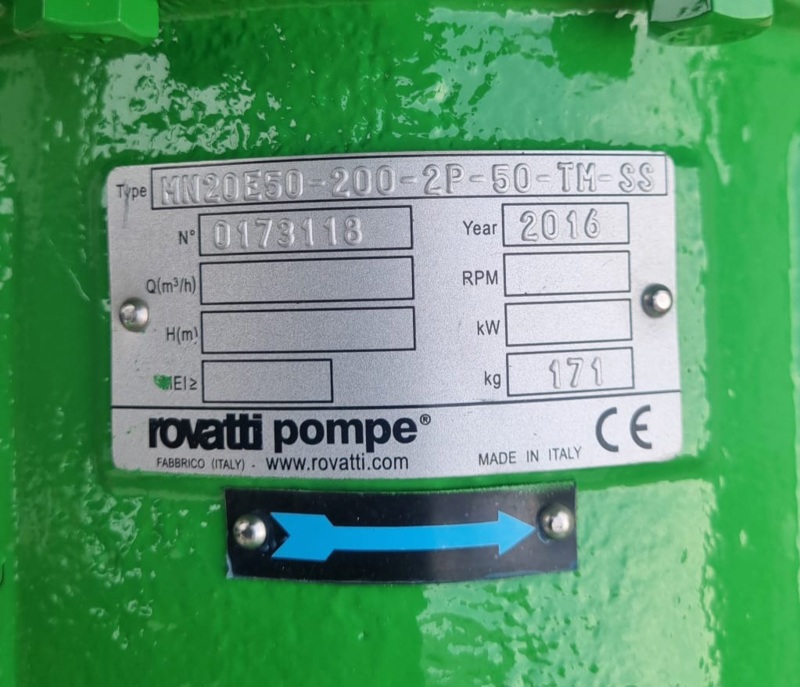 Type MN20E50-200-2P-50-TM-SS
N° 0173118 Year 2016
Q(m³/h) RPM
H(m) kW
MEI≥ kg 171
rovatti pompe® CE
FABBRICO (ITALY) - www.rovatti.com MADE IN ITALY